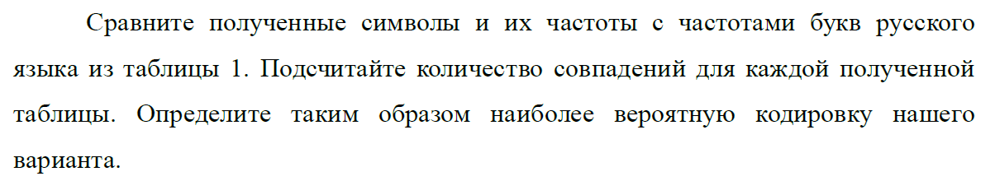 Сравните полученные символы и их частоты с частотами букв русского
языка из таблицы 1. Подсчитайте количество совпадений для каждой полученной
таблицы. Определите таким образом наиболее вероятную кодировку нашего
варианта.